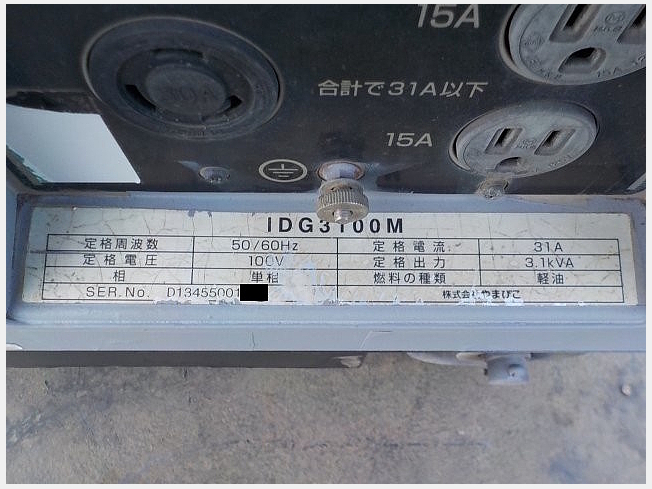 15A
合計で31A以下
15A
IDG3100M
定格周波数 50/60Hz 定格電流 31A
定格電圧 100V 定格出力 3.1kVA
相 単相 燃料の種類 軽油
SER.No. D13455001 株式会社やまびこ